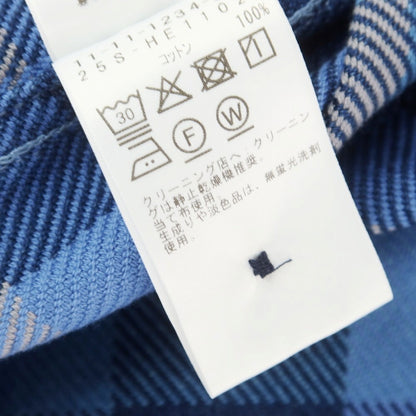 11-11-1234-
25S-HE1102
コットン 100%
30
F W
クリーニング店へ。クリーニン
グは静止乾燥機推奨。
当て布使用
生成りや淡色品は、無蛍光洗剤
使用。